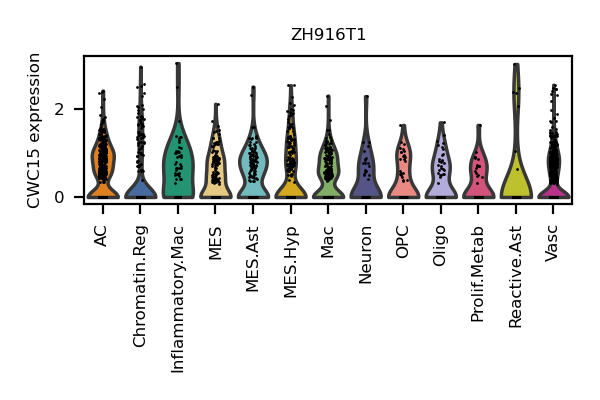 ZH916T1
CWC15 expression
2
0
AC
Chromatin.Reg
Inflammatory.Mac
MES
MES.Ast
MES.Hyp
Mac
Neuron
OPC
Oligo
Prolif.Metab
Reactive.Ast
Vasc